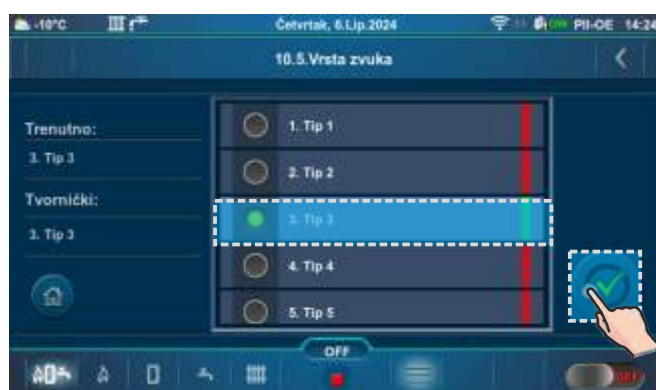 -10°C Četvrtak, 6.Lip.2024 PII-OE 14:24
10.5.Vrsta zvuka
Trenutno:
3. Tip 3
Tvornički:
3. Tip 3
1. Tip 1
2. Tip 2
3. Tip 3
4. Tip 4
5. Tip 5
OFF
OFF